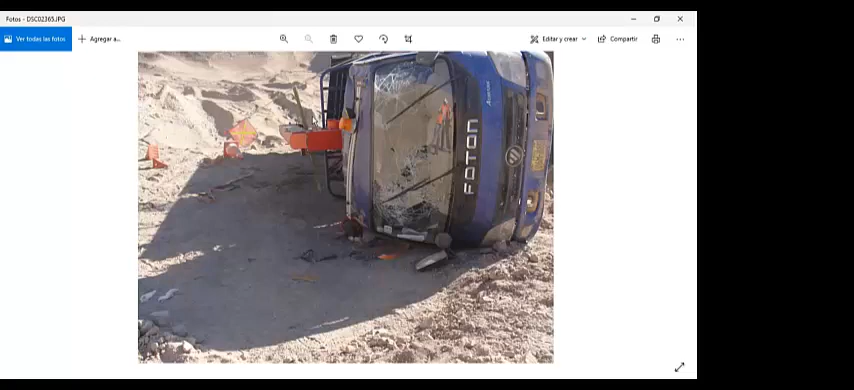 Fotos - DSC02365.JPG
Ver todas las fotos
Agregar a...
Editar y crear
Compartir
FOTON